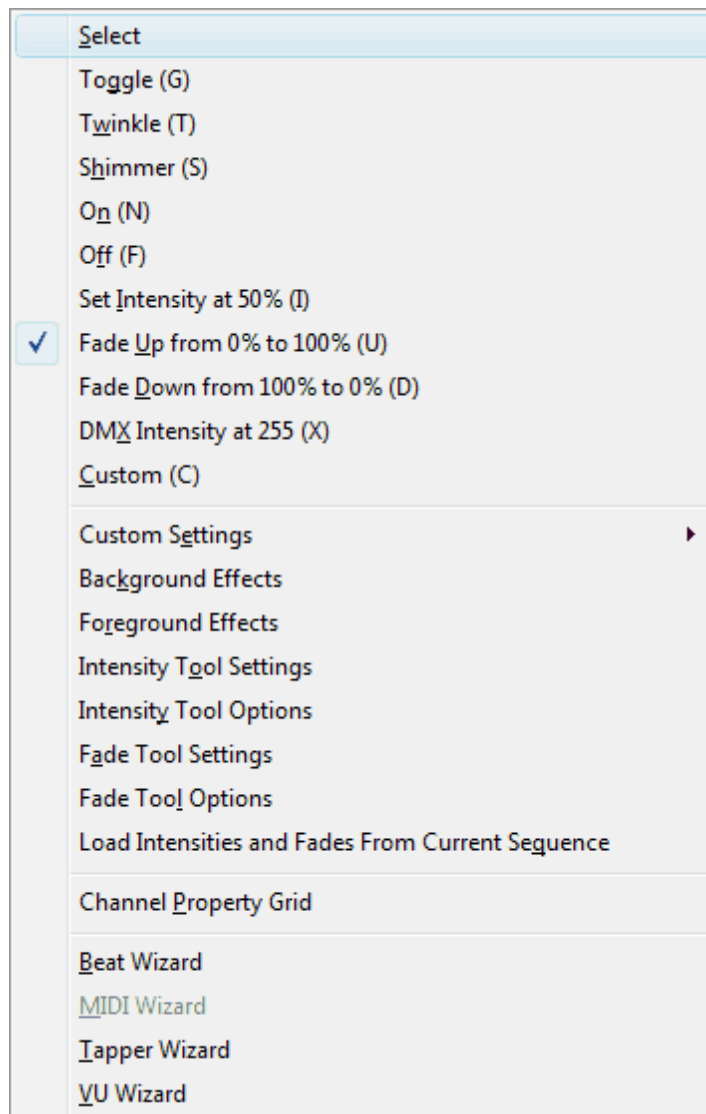 Select
Toggle (G)
Twinkle (T)
Shimmer (S)
On (N)
Off (F)
Set Intensity at 50% (I)
Fade Up from 0% to 100% (U)
Fade Down from 100% to 0% (D)
DMX Intensity at 255 (X)
Custom (C)
Custom Settings
Background Effects
Foreground Effects
Intensity Tool Settings
Intensity Tool Options
Fade Tool Settings
Fade Tool Options
Load Intensities and Fades From Current Sequence
Channel Property Grid
Beat Wizard
MIDI Wizard
Tapper Wizard
VU Wizard